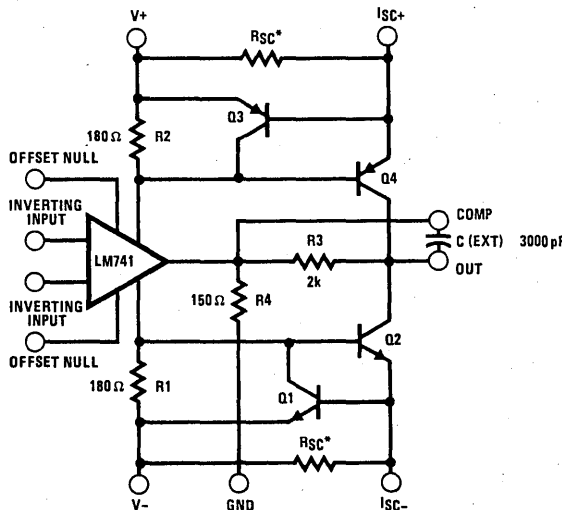 V+
RSC*
ISC+
Q3
180Ω R2
OFFSET NULL
Q4
INVERTING
INPUT
COMP
LM741
R3
C (EXT) 3000 pF
2k
OUT
INVERTING
INPUT
150Ω R4
OFFSET NULL
Q2
180Ω R1
Q1
RSC*
V−
GND
ISC−